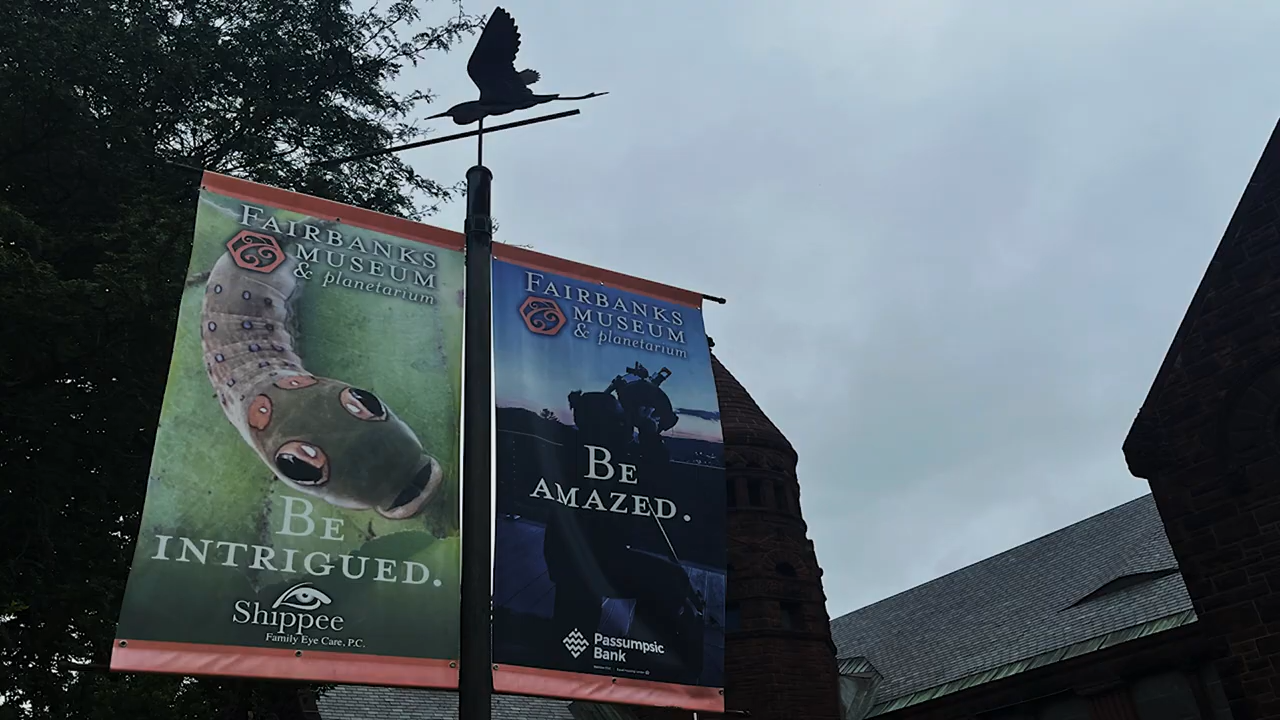 FAIRBANKS
MUSEUM
& planetarium
BE
INTRIGUED.
Shippee
Family Eye Care, P.C.
FAIRBANKS
MUSEUM
& planetarium
BE
AMAZED.
Passumpsic
Bank